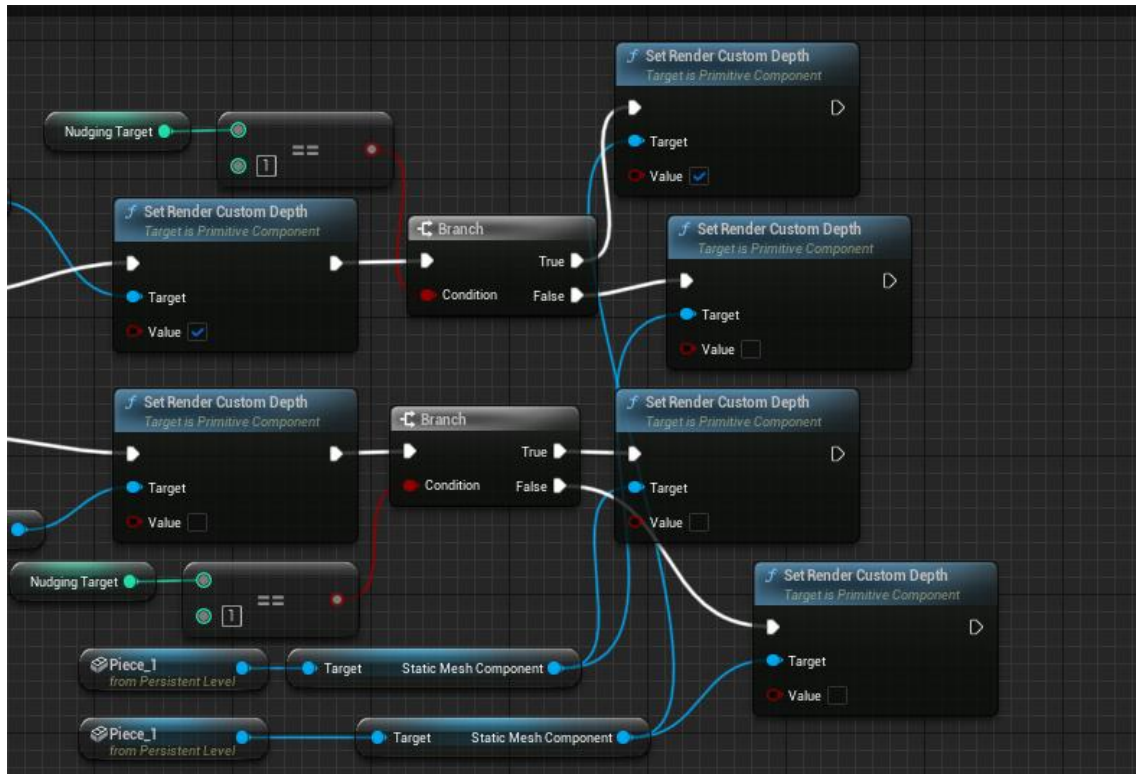 Set Render Custom Depth
Target is Primitive Component
Target
Value
Nudging Target
==
1
Set Render Custom Depth
Target is Primitive Component
Target
Value
Branch
True
Condition
False
Set Render Custom Depth
Target is Primitive Component
Target
Value
Set Render Custom Depth
Target is Primitive Component
Target
Value
Branch
True
Condition
False
Set Render Custom Depth
Target is Primitive Component
Target
Value
Nudging Target
==
1
Set Render Custom Depth
Target is Primitive Component
Target
Value
Piece_1
from Persistent Level
Target Static Mesh Component
Piece_1
from Persistent Level
Target Static Mesh Component